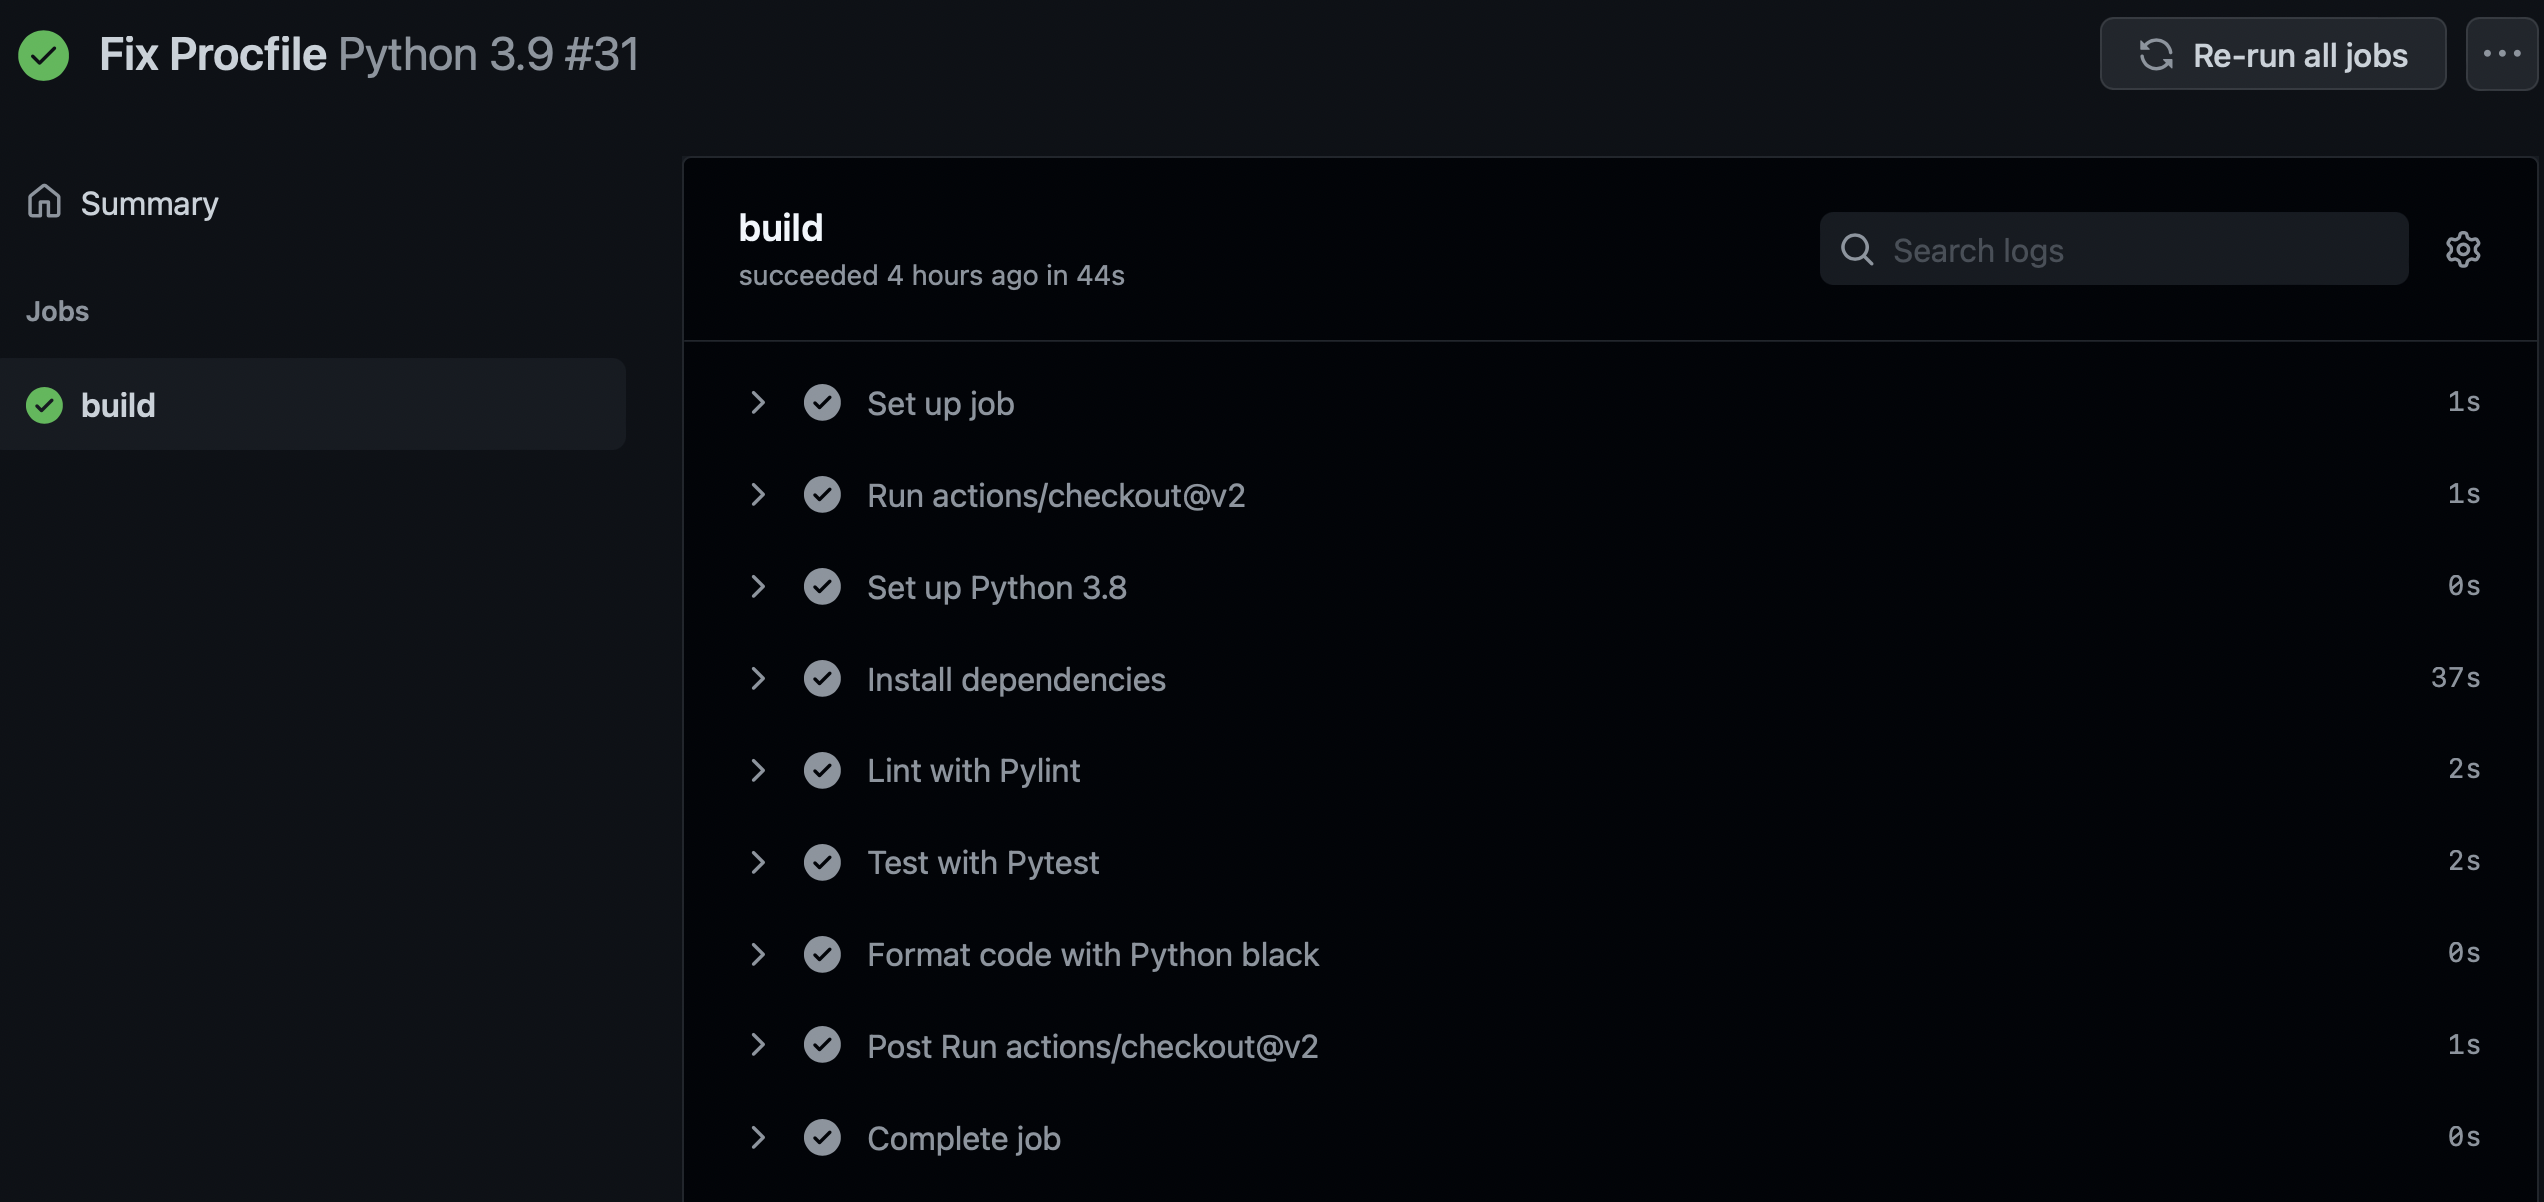 Fix Procfile Python 3.9 #31
Re-run all jobs
Summary
Jobs
build
build
succeeded 4 hours ago in 44s
Search logs
Set up job 1s
Run actions/checkout@v2 1s
Set up Python 3.8 0s
Install dependencies 37s
Lint with Pylint 2s
Test with Pytest 2s
Format code with Python black 0s
Post Run actions/checkout@v2 1s
Complete job 0s